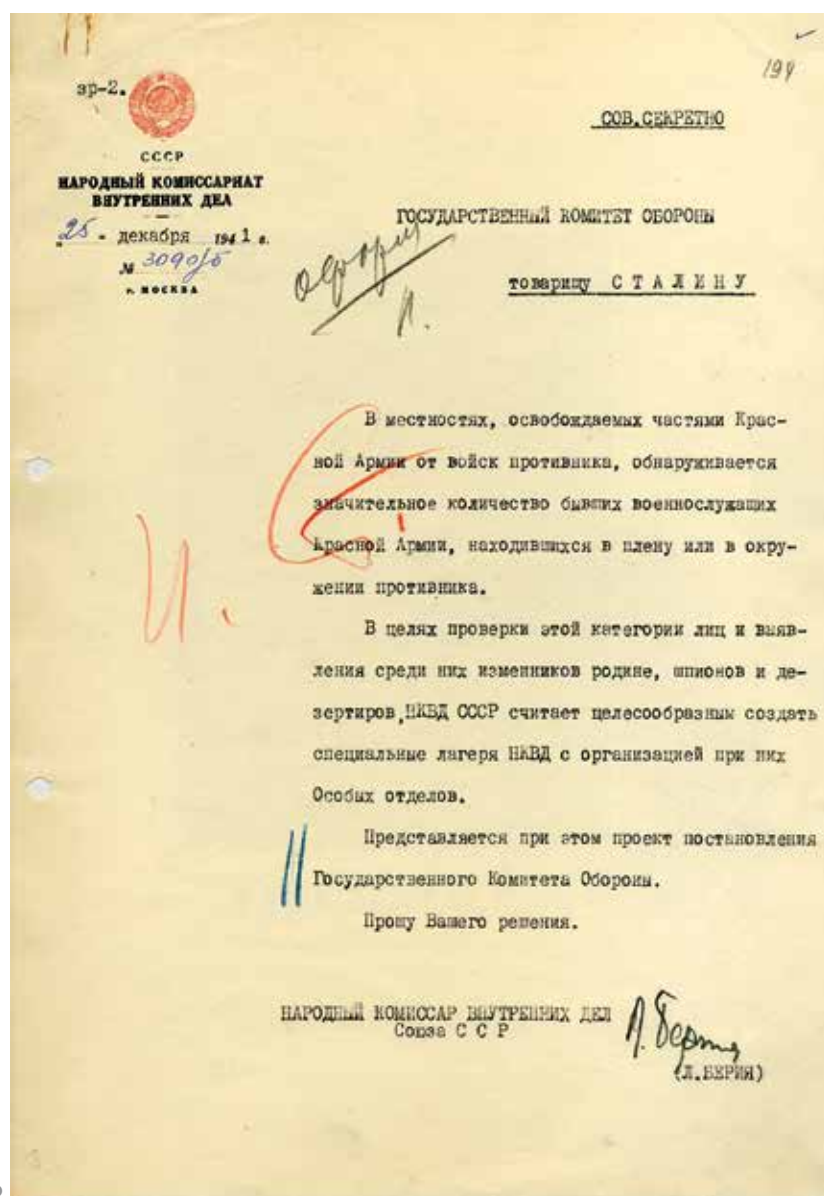 194
эр-2.
СОВ.СЕКРЕТНО
СССР
НАРОДНЫЙ КОМИССАРИАТ
ВНУТРЕННИХ ДЕЛ
"25" декабря 1941 г.
№ 3090/б
г. МОСКВА
ГОСУДАРСТВЕННЫЙ КОМИТЕТ ОБОРОНЫ
товарищу С Т А Л И Н У
В местностях, освобождаемых частями Крас-
ной Армии от войск противника, обнаруживается
значительное количество бывших военнослужащих
Красной Армии, находившихся в плену или в окру-
жении противника.
В целях проверки этой категории лиц и выяв-
ления среди них изменников родине, шпионов и де-
зертиров, НКВД СССР считает целесообразным создать
специальные лагеря НКВД с организацией при них
Особых отделов.
Представляется при этом проект постановления
Государственного Комитета Обороны.
Прошу Вашего решения.
НАРОДНЫЙ КОМИССАР ВНУТРЕННИХ ДЕЛ
Союза С С Р
Л. Берия
(Л.БЕРИЯ)